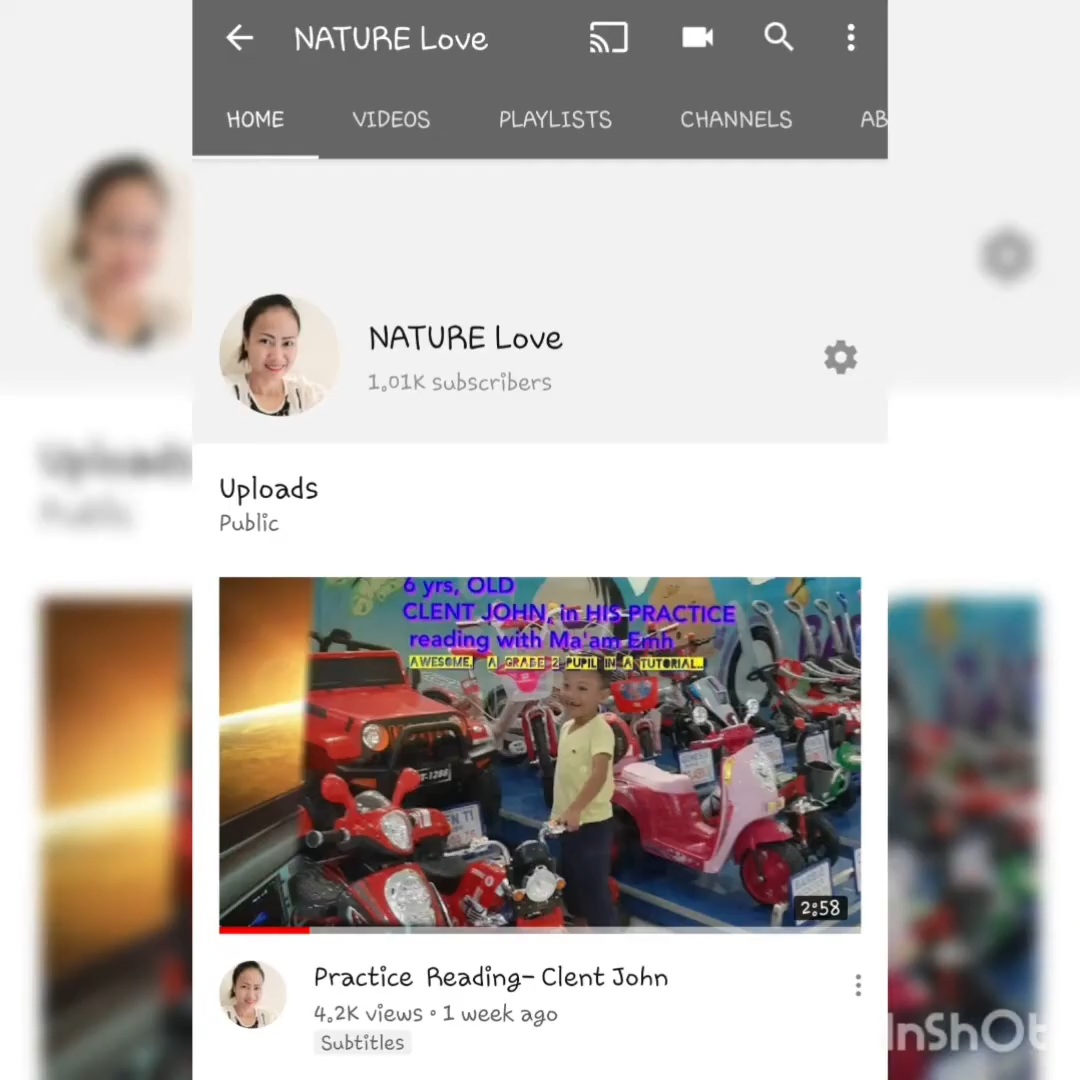 NATURE Love
HOME VIDEOS PLAYLISTS CHANNELS AB
NATURE Love
1.01K subscribers
Uploads
Public
6 yrs, OLD
CLENT JOHN, in HIS PRACTICE
reading with Ma'am Emh
AWESOME, A GRADE 2 PUPIL IN A TUTORIAL..
2:58
Practice Reading- Clent John
4.2K views • 1 week ago
Subtitles
InShOt
Uploads
Public